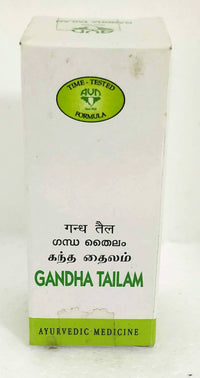 TIME - TESTED
AVN
FORMULA
गन्ध तैल
ഗന്ധ തൈലം
கந்த தைலம்
GANDHA TAILAM
AYURVEDIC MEDICINE